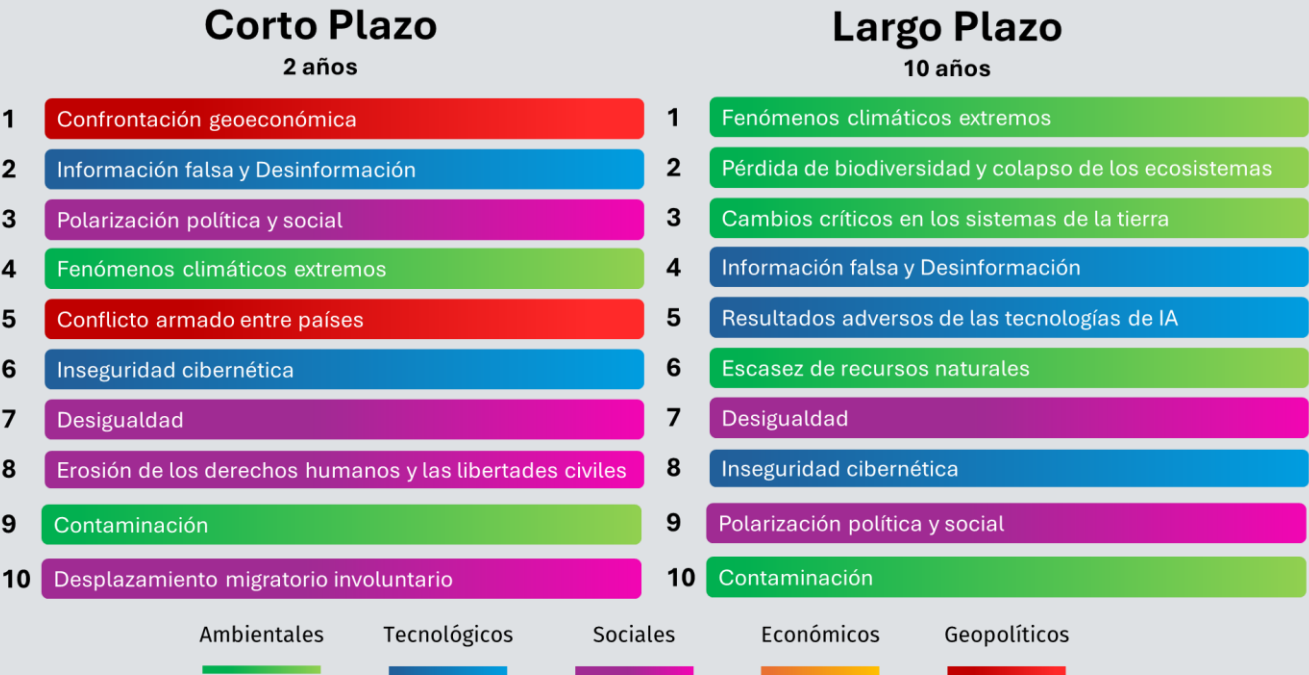 Corto Plazo
2 años
1 Confrontación geoeconómica
2 Información falsa y Desinformación
3 Polarización política y social
4 Fenómenos climáticos extremos
5 Conflicto armado entre países
6 Inseguridad cibernética
7 Desigualdad
8 Erosión de los derechos humanos y las libertades civiles
9 Contaminación
10 Desplazamiento migratorio involuntario
Largo Plazo
10 años
1 Fenómenos climáticos extremos
2 Pérdida de biodiversidad y colapso de los ecosistemas
3 Cambios críticos en los sistemas de la tierra
4 Información falsa y Desinformación
5 Resultados adversos de las tecnologías de IA
6 Escasez de recursos naturales
7 Desigualdad
8 Inseguridad cibernética
9 Polarización política y social
10 Contaminación
Ambientales Tecnológicos Sociales Económicos Geopolíticos